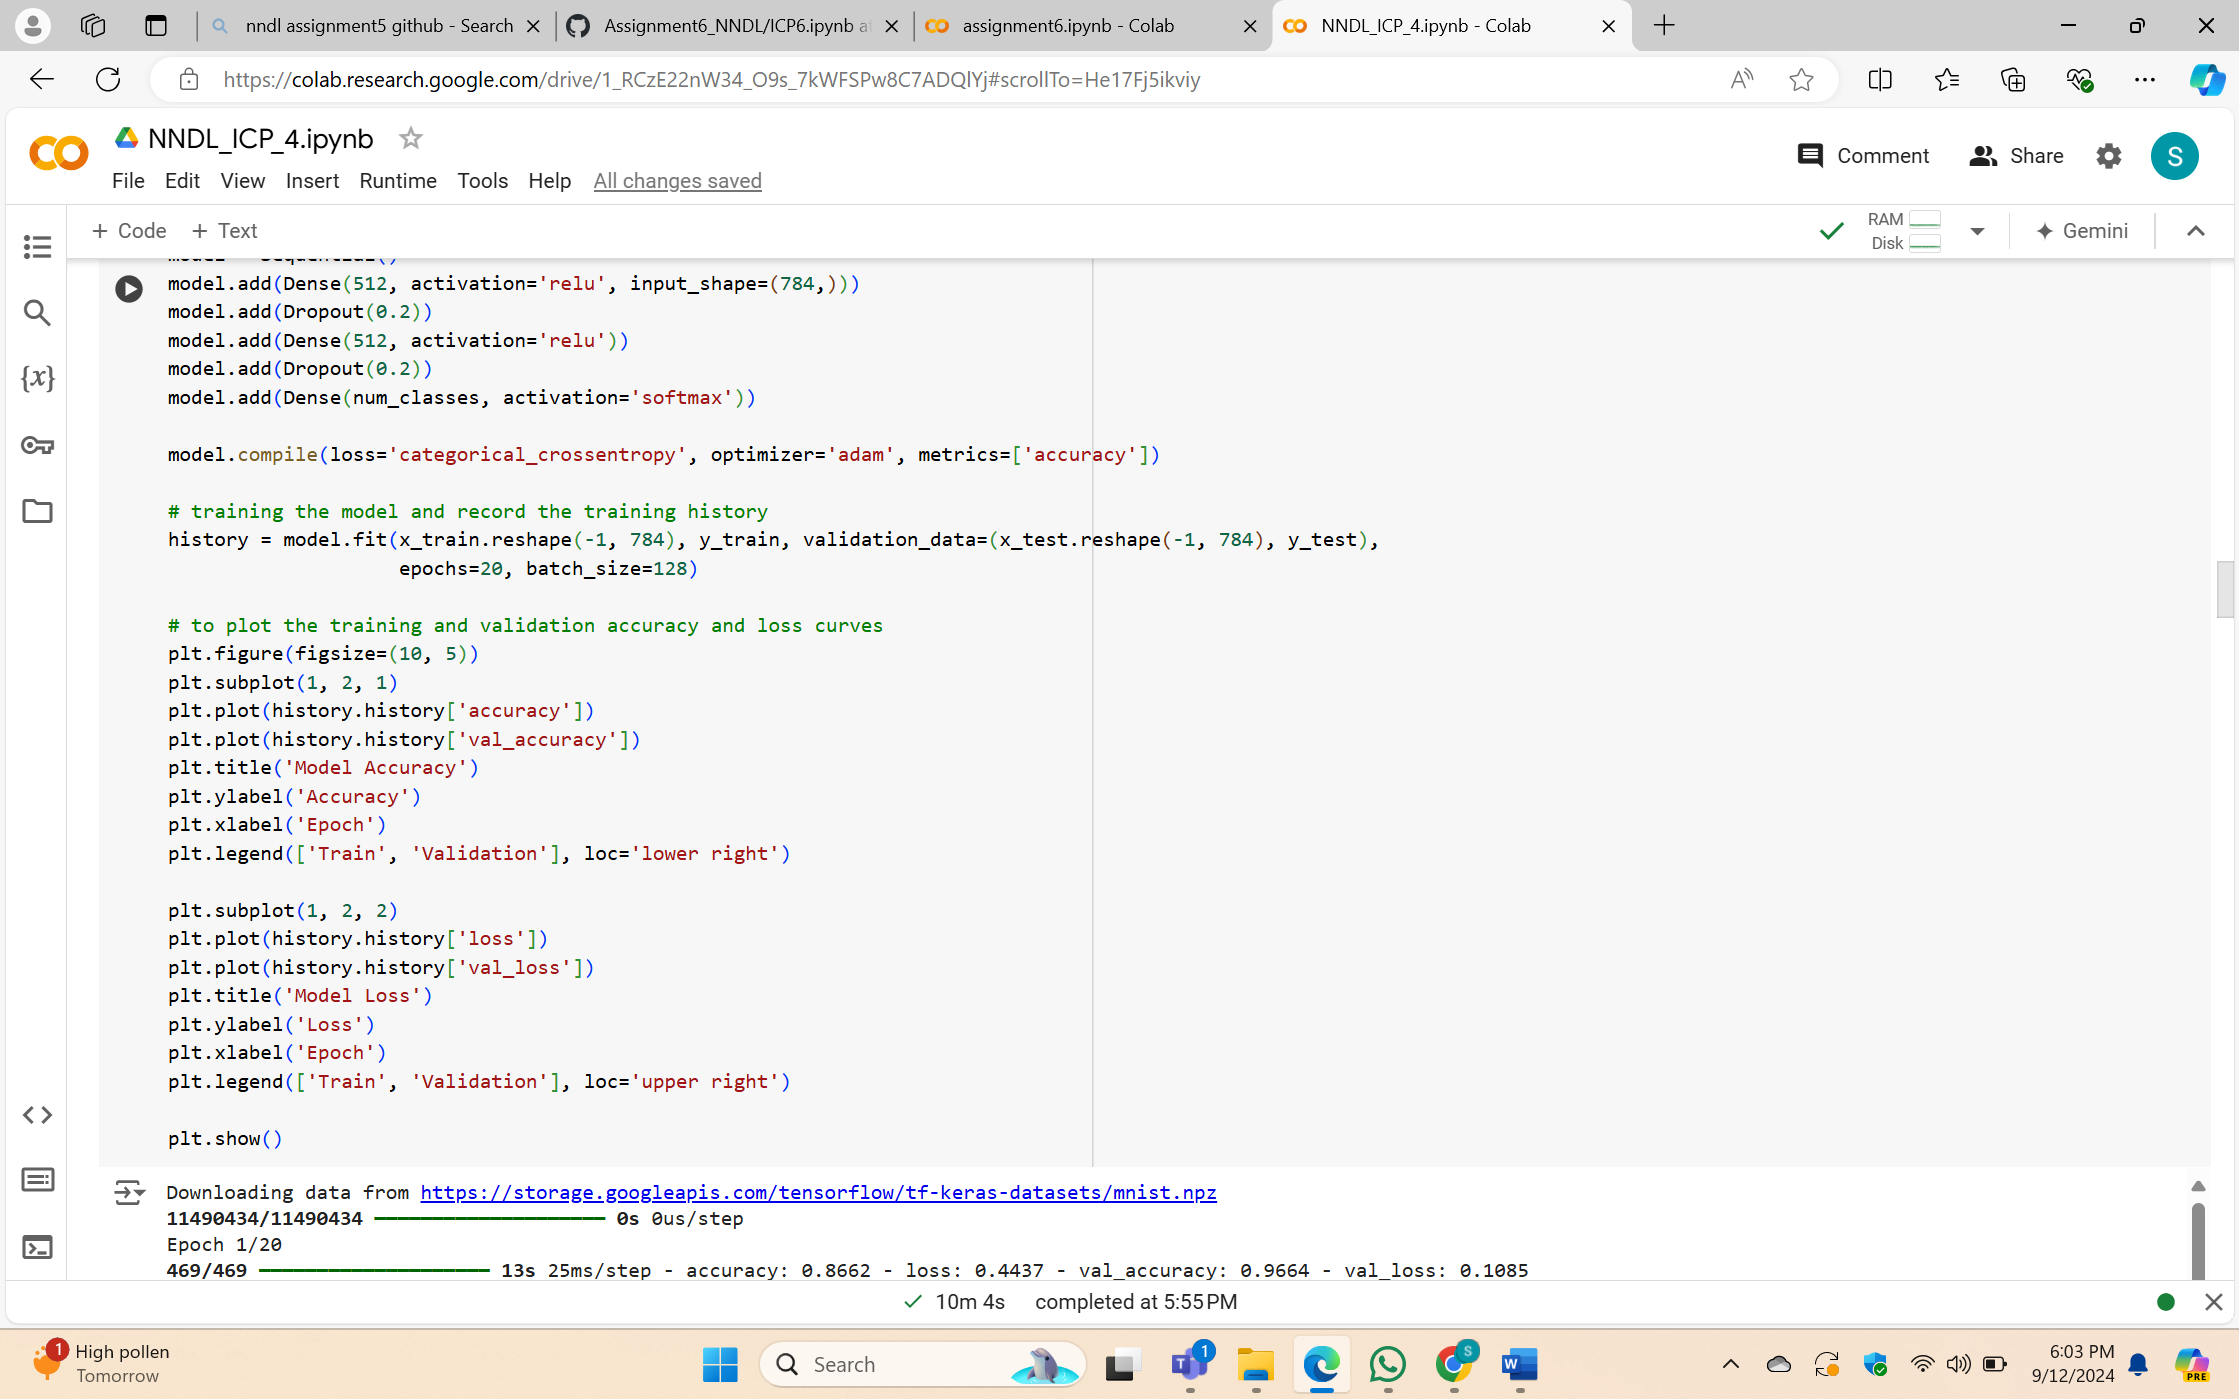 nndl assignment5 github - Search
Assignment6_NNDL/ICP6.ipynb at
assignment6.ipynb - Colab
NNDL_ICP_4.ipynb - Colab
https://colab.research.google.com/drive/1_RCzE22nW34_O9s_7kWFSPw8C7ADQlYj#scrollTo=He17Fj5ikviy
NNDL_ICP_4.ipynb
Comment
Share
S
File Edit View Insert Runtime Tools Help All changes saved
+ Code + Text
RAM
Disk
Gemini
model = Sequential()
model.add(Dense(512, activation='relu', input_shape=(784,)))
model.add(Dropout(0.2))
model.add(Dense(512, activation='relu'))
model.add(Dropout(0.2))
model.add(Dense(num_classes, activation='softmax'))
model.compile(loss='categorical_crossentropy', optimizer='adam', metrics=['accuracy'])
# training the model and record the training history
history = model.fit(x_train.reshape(-1, 784), y_train, validation_data=(x_test.reshape(-1, 784), y_test),
epochs=20, batch_size=128)
# to plot the training and validation accuracy and loss curves
plt.figure(figsize=(10, 5))
plt.subplot(1, 2, 1)
plt.plot(history.history['accuracy'])
plt.plot(history.history['val_accuracy'])
plt.title('Model Accuracy')
plt.ylabel('Accuracy')
plt.xlabel('Epoch')
plt.legend(['Train', 'Validation'], loc='lower right')
plt.subplot(1, 2, 2)
plt.plot(history.history['loss'])
plt.plot(history.history['val_loss'])
plt.title('Model Loss')
plt.ylabel('Loss')
plt.xlabel('Epoch')
plt.legend(['Train', 'Validation'], loc='upper right')
plt.show()
Downloading data from https://storage.googleapis.com/tensorflow/tf-keras-datasets/mnist.npz
11490434/11490434 ━━━━━━━━━━━━━━━━━━━━ 0s 0us/step
Epoch 1/20
469/469 ━━━━━━━━━━━━━━━━━━━━ 13s 25ms/step - accuracy: 0.8662 - loss: 0.4437 - val_accuracy: 0.9664 - val_loss: 0.1085
10m 4s completed at 5:55 PM
1
High pollen
Tomorrow
Search
1
S
6:03 PM
9/12/2024
PRE